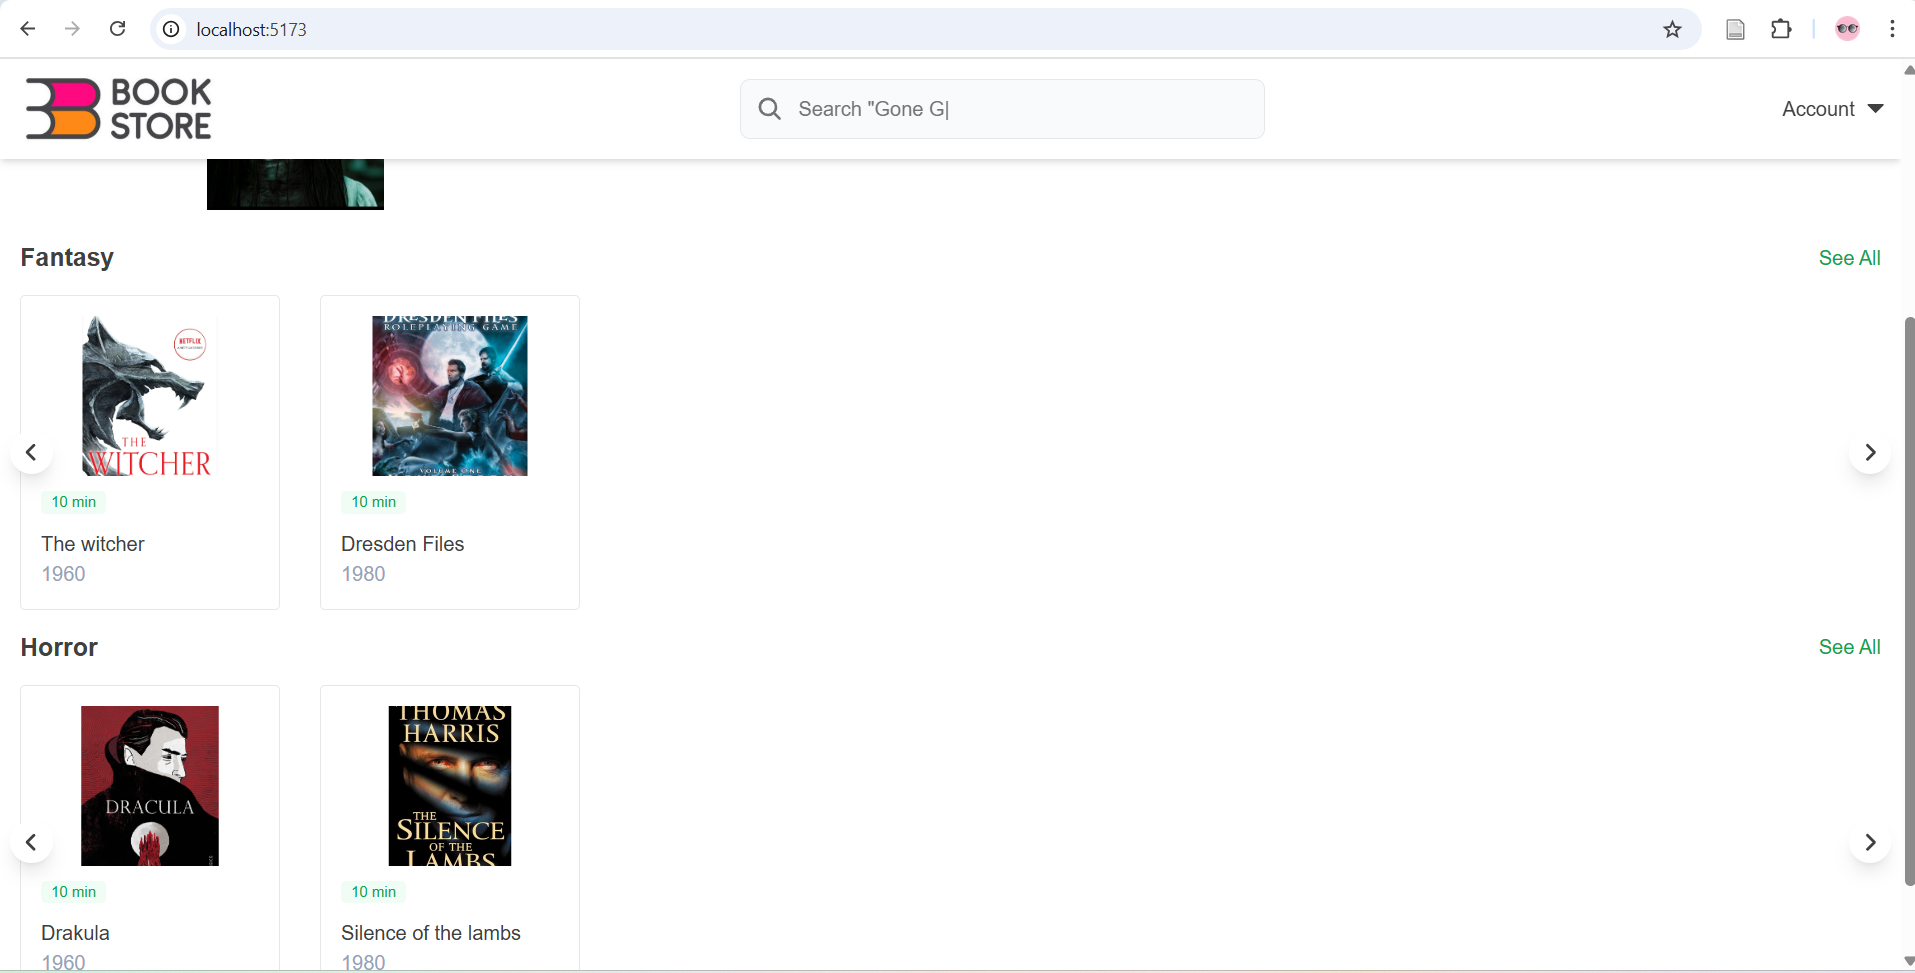 localhost:5173
BOOK
STORE
Search "Gone G|
Account
Fantasy
See All
NETFLIX
THE
WITCHER
DRESDEN FILES
ROLEPLAYING GAME
VOLUME ONE
10 min
10 min
The witcher
Dresden Files
1960
1980
Horror
See All
DRACULA
THOMAS
HARRIS
THE
SILENCE
OF THE
LAMBS
10 min
10 min
Drakula
Silence of the lambs
1960
1980